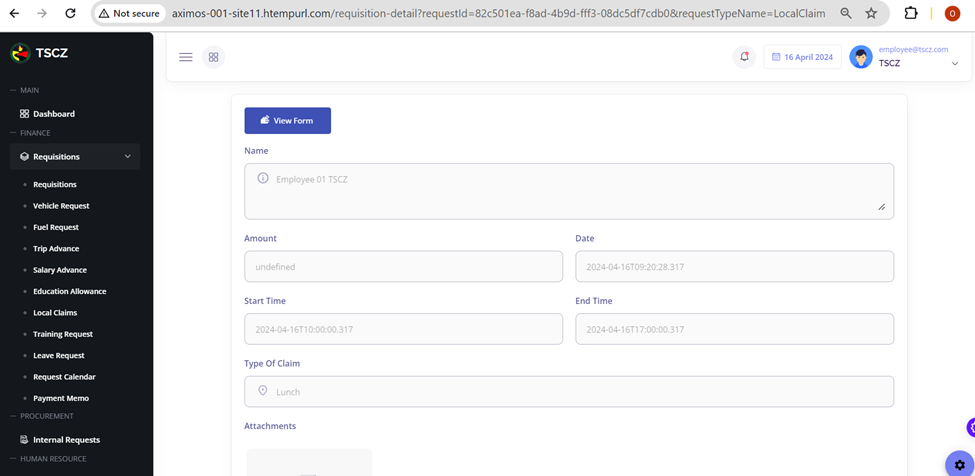 Not secure aximos-001-site11.htempurl.com/requisition-detail?requestId=82c501ea-f8ad-4b9d-fff3-08dc5df7cdb0&requestTypeName=LocalClaim O
TSCZ
MAIN
Dashboard
FINANCE
Requisitions
Requisitions
Vehicle Request
Fuel Request
Trip Advance
Salary Advance
Education Allowance
Local Claims
Training Request
Leave Request
Request Calendar
Payment Memo
PROCUREMENT
Internal Requests
HUMAN RESOURCE
16 April 2024
employee@tscz.com
TSCZ
View Form
Name
Employee 01 TSCZ
Amount Date
undefined 2024-04-16T09:20:28.317
Start Time End Time
2024-04-16T10:00:00.317 2024-04-16T17:00:00.317
Type Of Claim
Lunch
Attachments